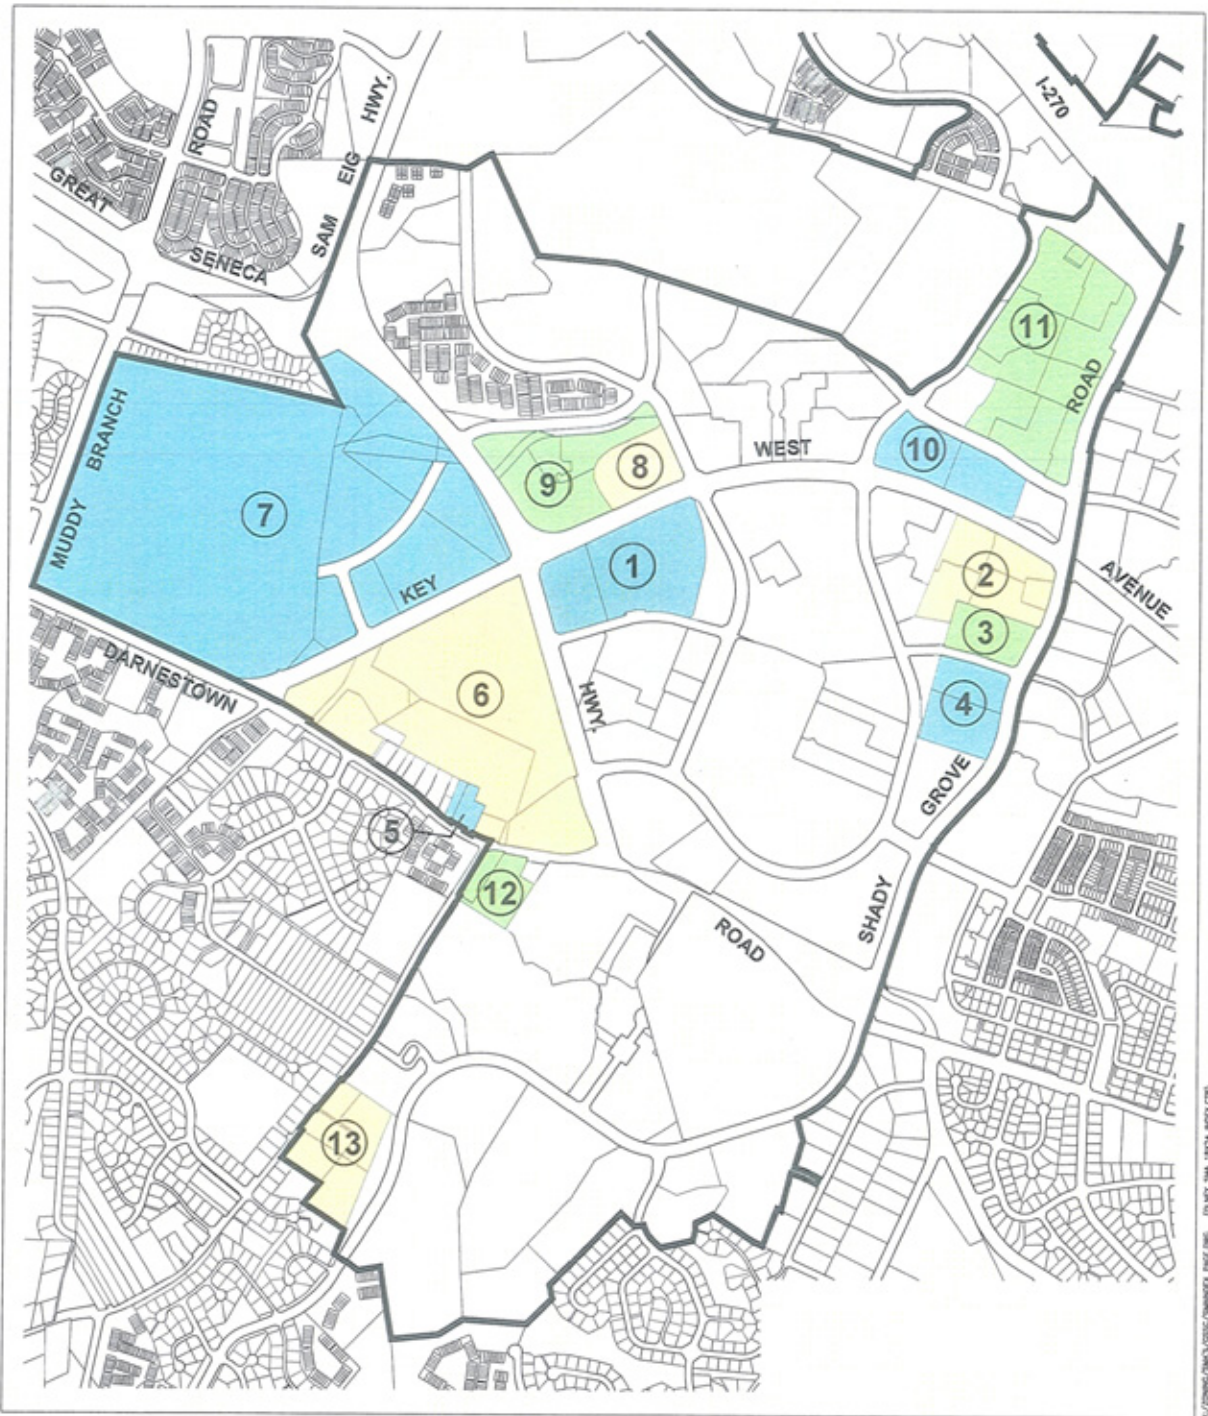 I-270
HWY.
ROAD
EIG
GREAT
SAM
SENECA
11
ROAD
BRANCH
10
WEST
8
9
7
MUDDY
1
2
AVENUE
KEY
3
DARNESTOWN
6
HWY.
4
GROVE
5
12
SHADY
ROAD
13